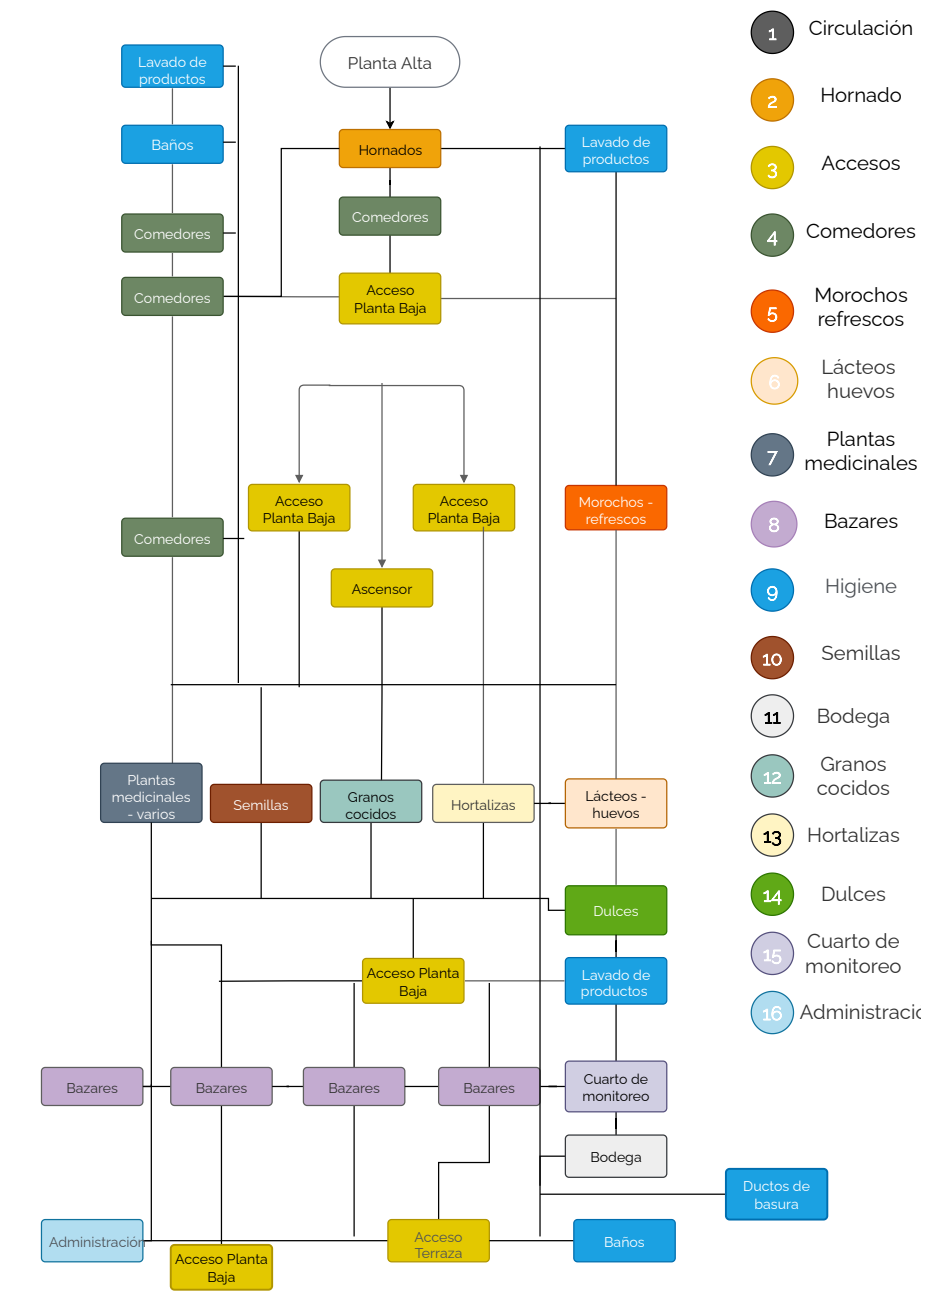 Planta Alta
Lavado de
productos
Baños
Hornados
Lavado de
productos
Comedores
Comedores
Comedores
Acceso
Planta Baja
Acceso
Planta Baja
Acceso
Planta Baja
Morochos -
refrescos
Comedores
Ascensor
Plantas
medicinales
- varios
Semillas
Granos
cocidos
Hortalizas
Lácteos -
huevos
Dulces
Acceso Planta
Baja
Lavado de
productos
Bazares
Bazares
Bazares
Bazares
Cuarto de
monitoreo
Bodega
Ductos de
basura
Administración
Acceso Planta
Baja
Acceso
Terraza
Baños
1 Circulación
2 Hornado
3 Accesos
4 Comedores
5 Morochos
refrescos
6 Lácteos
huevos
7 Plantas
medicinales
8 Bazares
9 Higiene
10 Semillas
11 Bodega
12 Granos
cocidos
13 Hortalizas
14 Dulces
15 Cuarto de
monitoreo
16 Administració